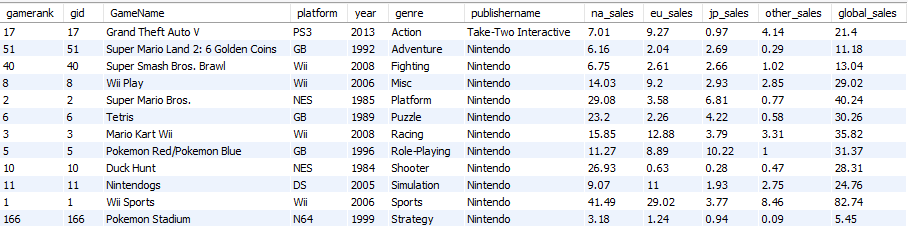 gamerank gid GameName platform year genre publishername na_sales eu_sales jp_sales other_sales global_sales
17 17 Grand Theft Auto V PS3 2013 Action Take-Two Interactive 7.01 9.27 0.97 4.14 21.4
51 51 Super Mario Land 2: 6 Golden Coins GB 1992 Adventure Nintendo 6.16 2.04 2.69 0.29 11.18
40 40 Super Smash Bros. Brawl Wii 2008 Fighting Nintendo 6.75 2.61 2.66 1.02 13.04
8 8 Wii Play Wii 2006 Misc Nintendo 14.03 9.2 2.93 2.85 29.02
2 2 Super Mario Bros. NES 1985 Platform Nintendo 29.08 3.58 6.81 0.77 40.24
6 6 Tetris GB 1989 Puzzle Nintendo 23.2 2.26 4.22 0.58 30.26
3 3 Mario Kart Wii Wii 2008 Racing Nintendo 15.85 12.88 3.79 3.31 35.82
5 5 Pokemon Red/Pokemon Blue GB 1996 Role-Playing Nintendo 11.27 8.89 10.22 1 31.37
10 10 Duck Hunt NES 1984 Shooter Nintendo 26.93 0.63 0.28 0.47 28.31
11 11 Nintendogs DS 2005 Simulation Nintendo 9.07 11 1.93 2.75 24.76
1 1 Wii Sports Wii 2006 Sports Nintendo 41.49 29.02 3.77 8.46 82.74
166 166 Pokemon Stadium N64 1999 Strategy Nintendo 3.18 1.24 0.94 0.09 5.45